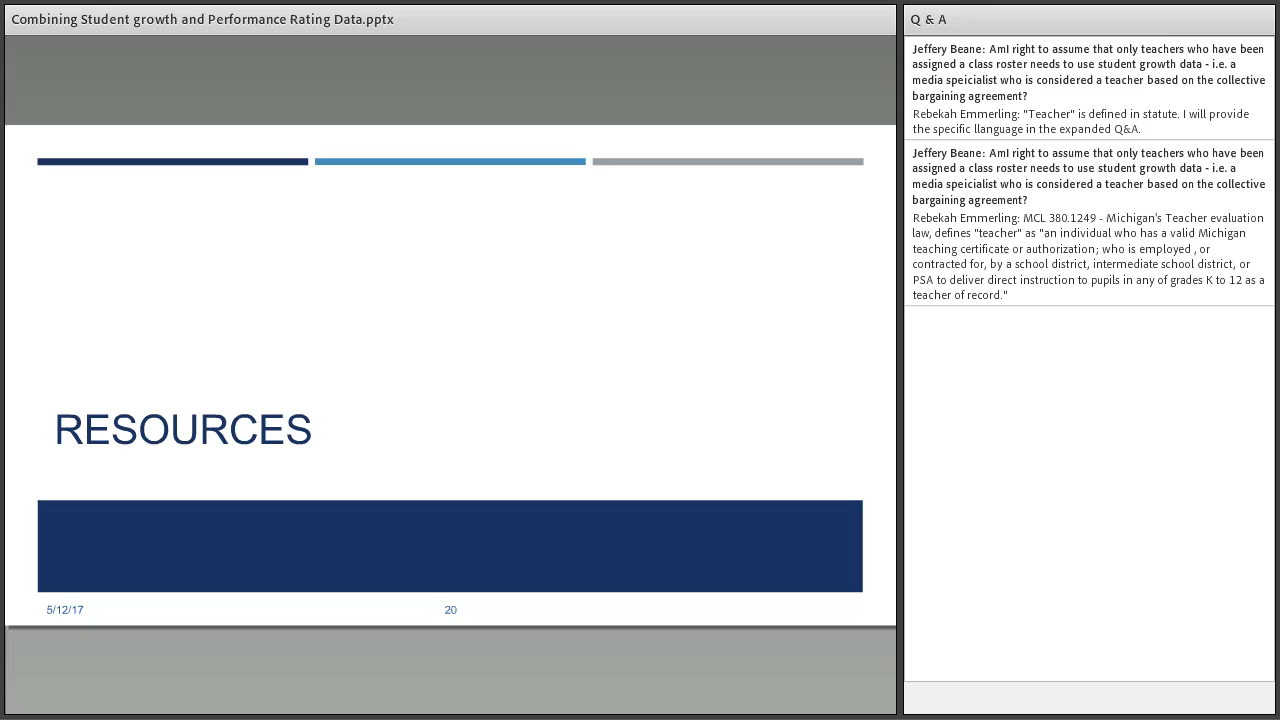 Combining Student growth and Performance Rating Data.pptx
RESOURCES
5/12/17
20
Q & A
Jeffery Beane: AmI right to assume that only teachers who have been
assigned a class roster needs to use student growth data - i.e. a
media speicialist who is considered a teacher based on the collective
bargaining agreement?
Rebekah Emmerling: "Teacher" is defined in statute. I will provide
the specific llanguage in the expanded Q&A.
Jeffery Beane: AmI right to assume that only teachers who have been
assigned a class roster needs to use student growth data - i.e. a
media speicialist who is considered a teacher based on the collective
bargaining agreement?
Rebekah Emmerling: MCL 380.1249 - Michigan's Teacher evaluation
law, defines "teacher" as "an individual who has a valid Michigan
teaching certificate or authorization; who is employed , or
contracted for, by a school district, intermediate school district, or
PSA to deliver direct instruction to pupils in any of grades K to 12 as a
teacher of record."